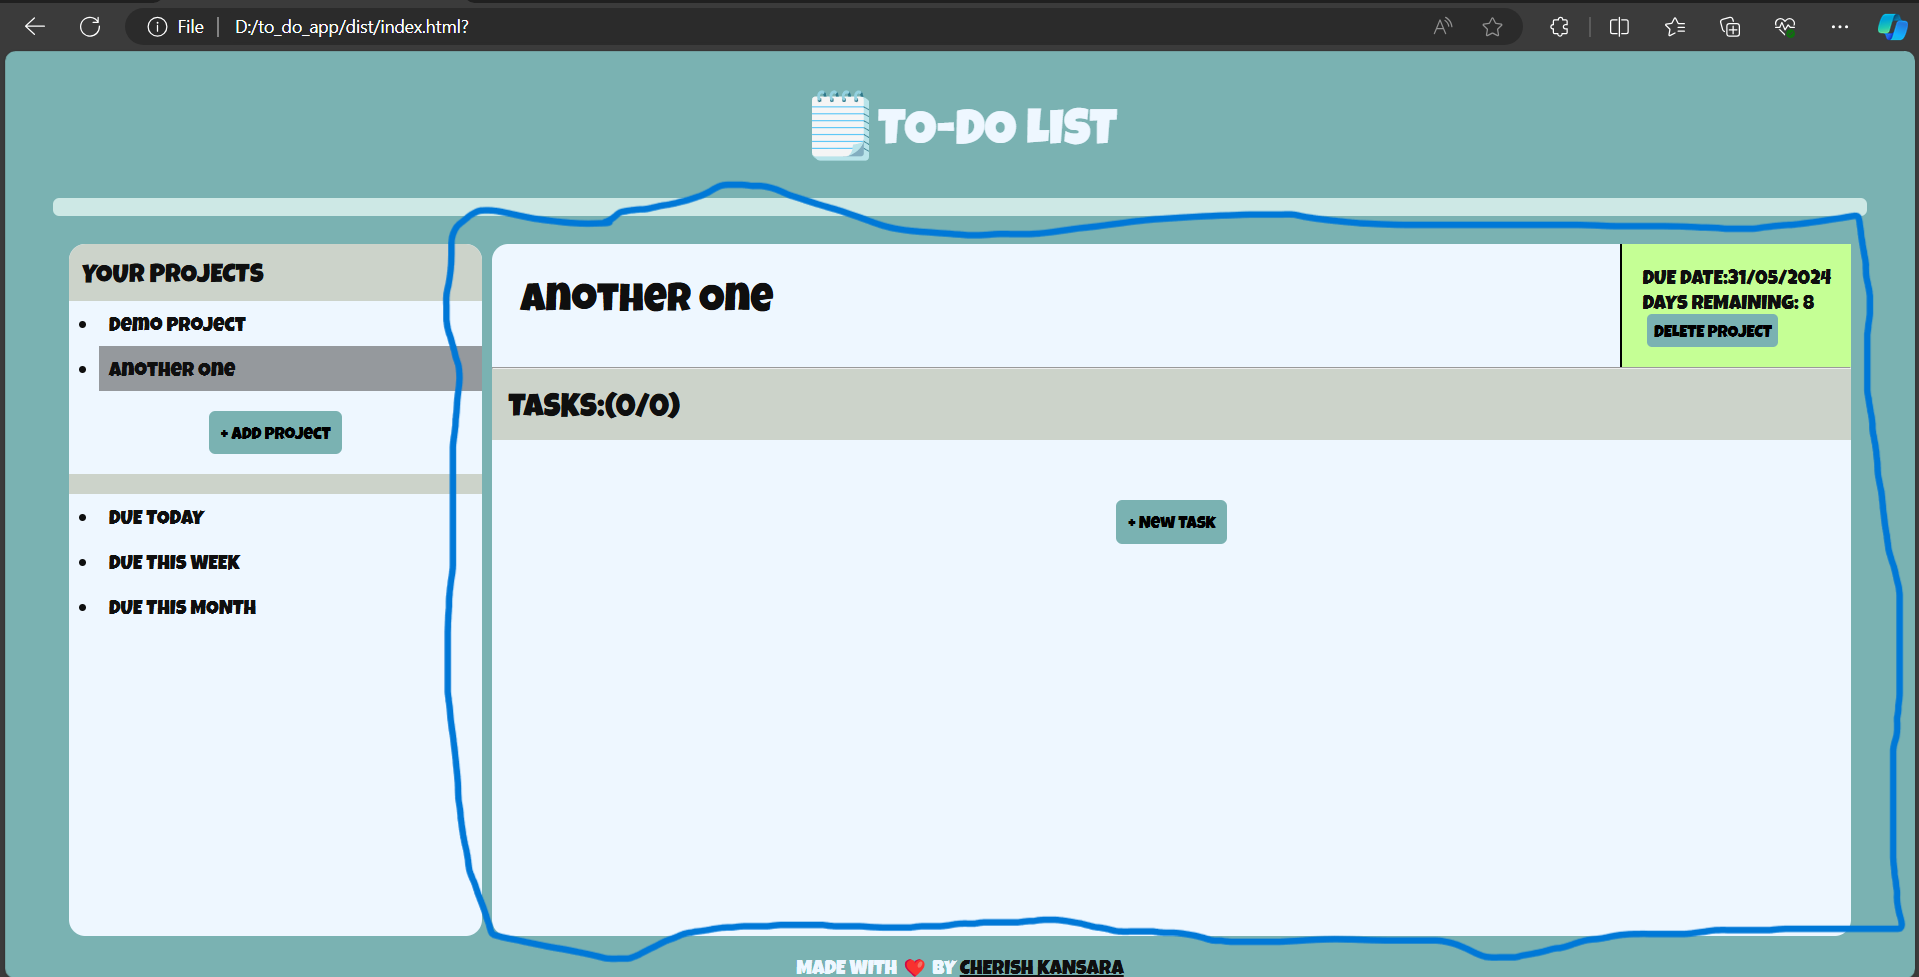 File D:/to_do_app/dist/index.html?
TO-DO LIST
YOUR PROJECTS
Demo Project
Another one
+ Add Project
DUE TODAY
DUE THIS WEEK
DUE THIS MONTH
Another one
DUE DATE:31/05/2024
DAYS REMAINING: 8
DELETE PROJECT
TASKS:(0/0)
+ New Task
MADE WITH ❤️ BY CHERISH KANSARA